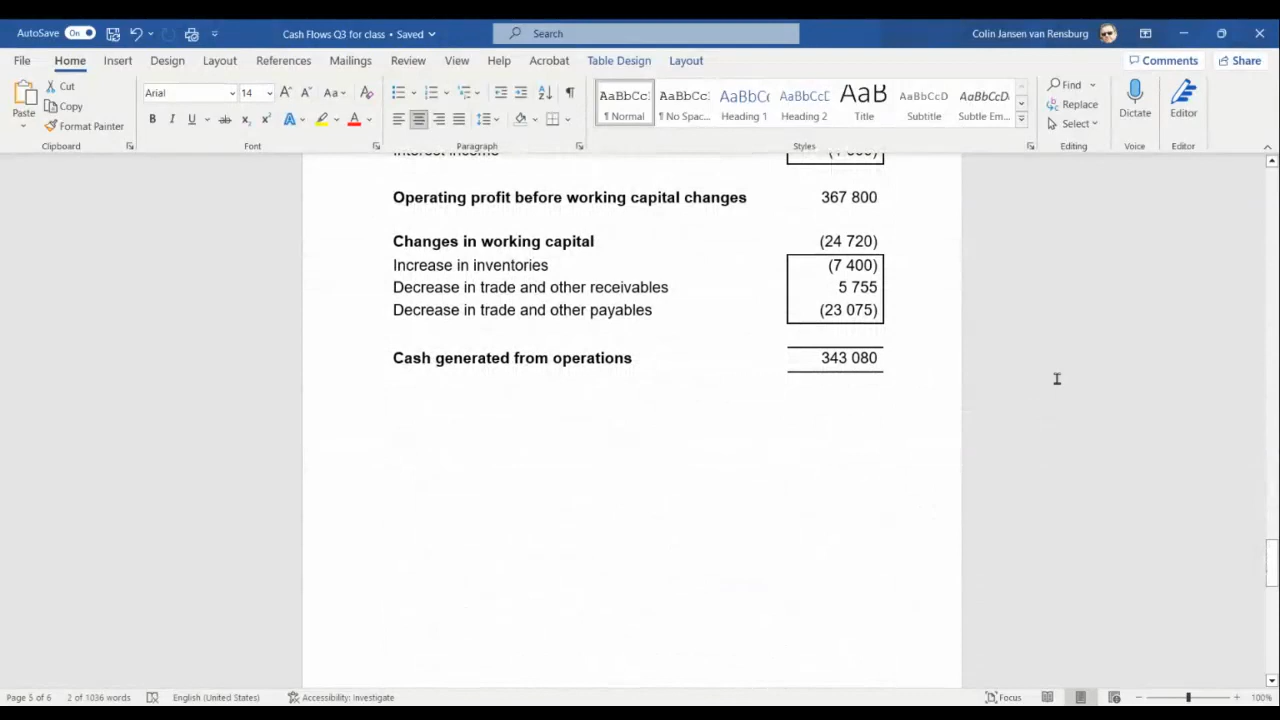 AutoSave On Cash Flows Q3 for class • Saved Search Colin Jansen van Rensburg
File Home Insert Design Layout References Mailings Review View Help Acrobat Table Design Layout Comments Share
Paste Cut
Copy
Format Painter
Clipboard
Arial 14 Aa
B I U ab x₂ x² A A
Font
Paragraph
AaBbCc: AaBbCc: AaBbCc AaBbCcD AaB AaBbCcD AaBbCcD
¶ Normal ¶ No Spac... Heading 1 Heading 2 Title Subtitle Subtle Em...
Styles
Find
Replace
Select
Editing
Dictate
Voice
Editor
Editor
Interest income
Operating profit before working capital changes 367 800
Changes in working capital (24 720)
Increase in inventories (7 400)
Decrease in trade and other receivables 5 755
Decrease in trade and other payables (23 075)
Cash generated from operations 343 080
Page 5 of 6 2 of 1036 words English (United States) Accessibility: Investigate Focus 100%